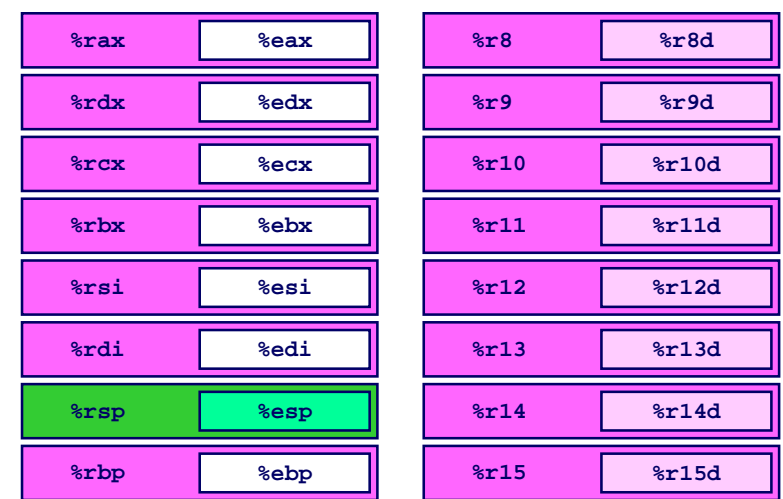 %rax %eax %r8 %r8d
%rdx %edx %r9 %r9d
%rcx %ecx %r10 %r10d
%rbx %ebx %r11 %r11d
%rsi %esi %r12 %r12d
%rdi %edi %r13 %r13d
%rsp %esp %r14 %r14d
%rbp %ebp %r15 %r15d